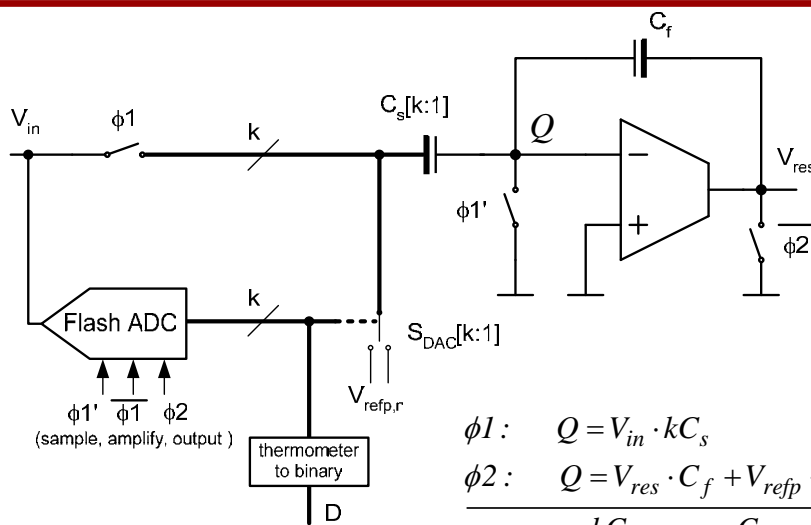 C_f
C_s[k:1]
V_in
ϕ1
k
Q
V_res
ϕ1'
ϕ2
Flash ADC
k
S_DAC[k:1]
V_refp,n
ϕ1' ϕ1̅ ϕ2
(sample, amplify, output )
thermometer
to binary
D
ϕ1 : Q = V_in · kC_s
ϕ2 : Q = V_res · C_f + V_refp